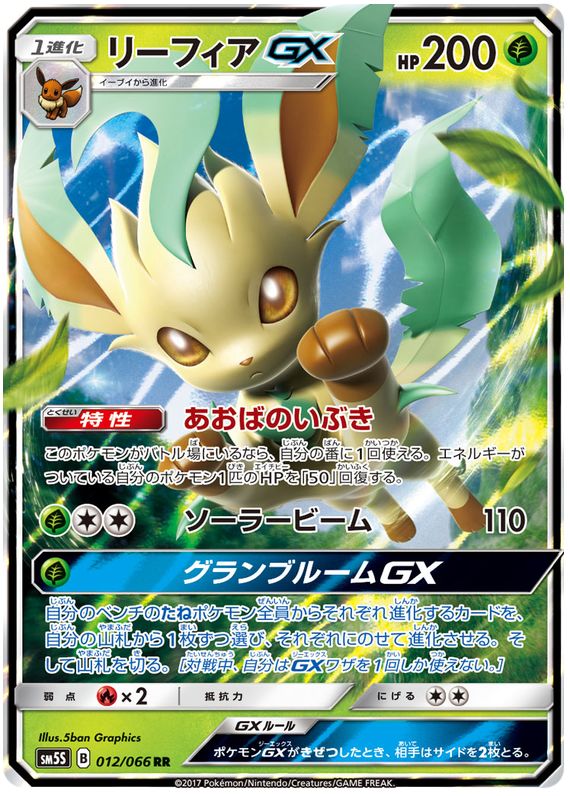 1進化 リーフィアGX HP200
イーブイから進化
とくせい
特性 あおばのいぶき
このポケモンがバトル場にいるなら、自分の番に1回使える。エネルギーが
ついている自分のポケモン1匹のHPを「50」回復する。
ソーラービーム 110
グランブルームGX
自分のベンチのたねポケモン全員からそれぞれ進化するカードを、
自分の山札から1枚ずつ選び、それぞれにのせて進化させる。そ
して山札を切る。[対戦中、自分はGXワザを1回しか使えない。]
弱点 ×2 抵抗力 にげる
Illus.5ban Graphics
GXルール
ポケモンGXがきぜつしたとき、相手はサイドを2枚とる。
SM5S B 012/066 RR
©2017 Pokémon/Nintendo/Creatures/GAME FREAK.